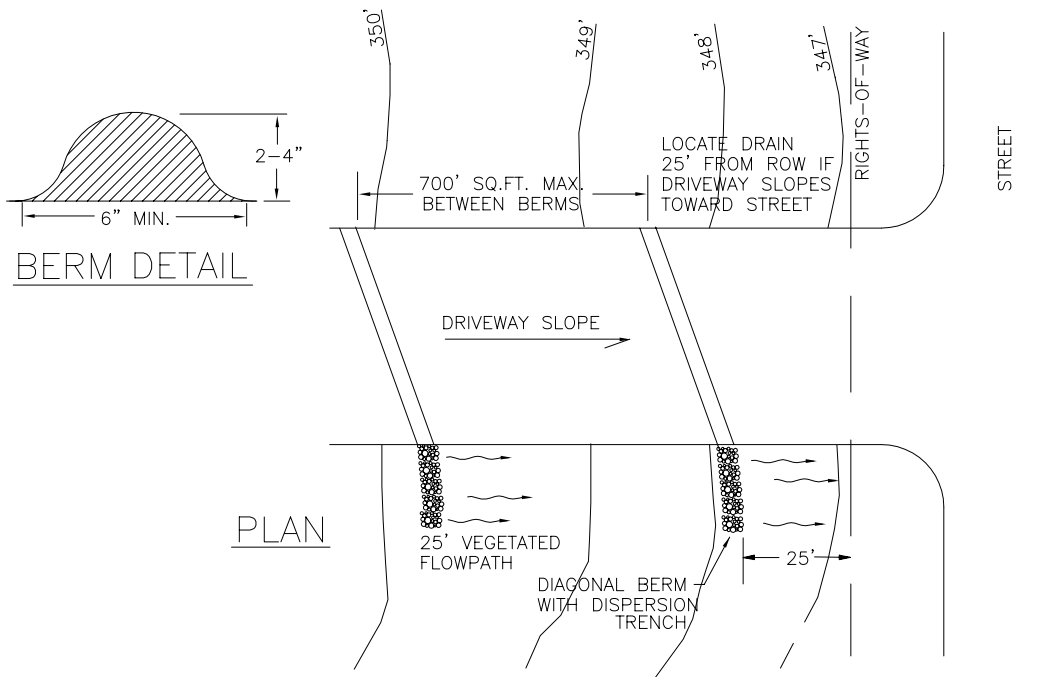 350'
349'
348'
347'
RIGHTS-OF-WAY
STREET
2-4"
6" MIN.
BERM DETAIL
700' SQ.FT. MAX.
BETWEEN BERMS
LOCATE DRAIN
25' FROM ROW IF
DRIVEWAY SLOPES
TOWARD STREET
DRIVEWAY SLOPE
PLAN
25' VEGETATED
FLOWPATH
25'
DIAGONAL BERM
WITH DISPERSION
TRENCH